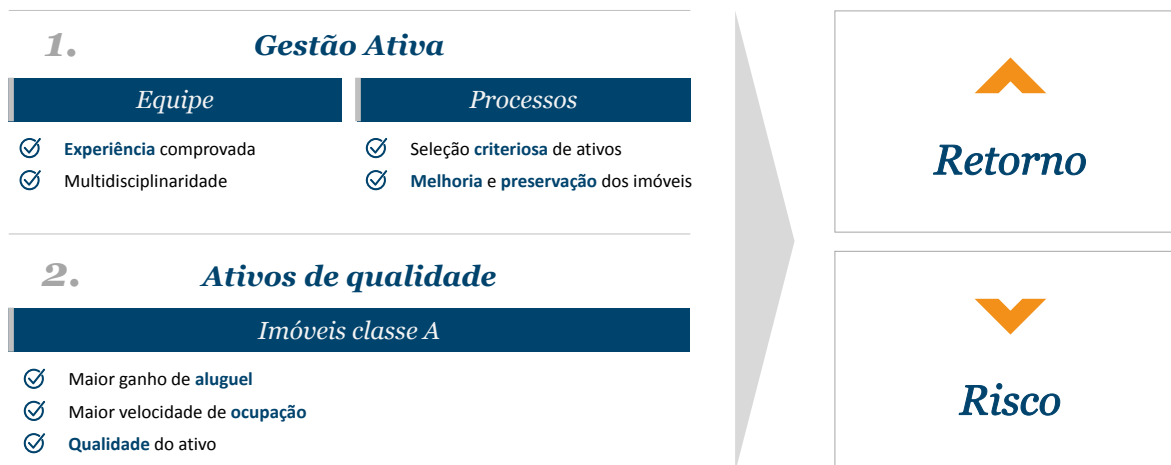 1.
Gestão Ativa
Equipe
Experiência comprovada
Multidisciplinaridade
Processos
Seleção criteriosa de ativos
Melhoria e preservação dos imóveis
2.
Ativos de qualidade
Imóveis classe A
Maior ganho de aluguel
Maior velocidade de ocupação
Qualidade do ativo
Retorno
Risco